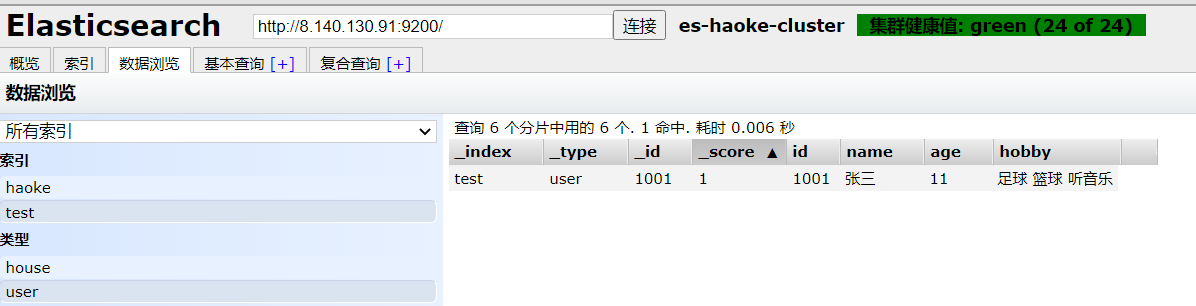 Elasticsearch http://8.140.130.91:9200/ 连接 es-haoke-cluster 集群健康值: green (24 of 24)
概览 索引 数据浏览 基本查询 [+] 复合查询 [+]
数据浏览
所有索引
索引
haoke
test
类型
house
user
查询 6 个分片中用的 6 个. 1 命中. 耗时 0.006 秒
_index _type _id _score ▲ id name age hobby
test user 1001 1 1001 张三 11 足球 篮球 听音乐